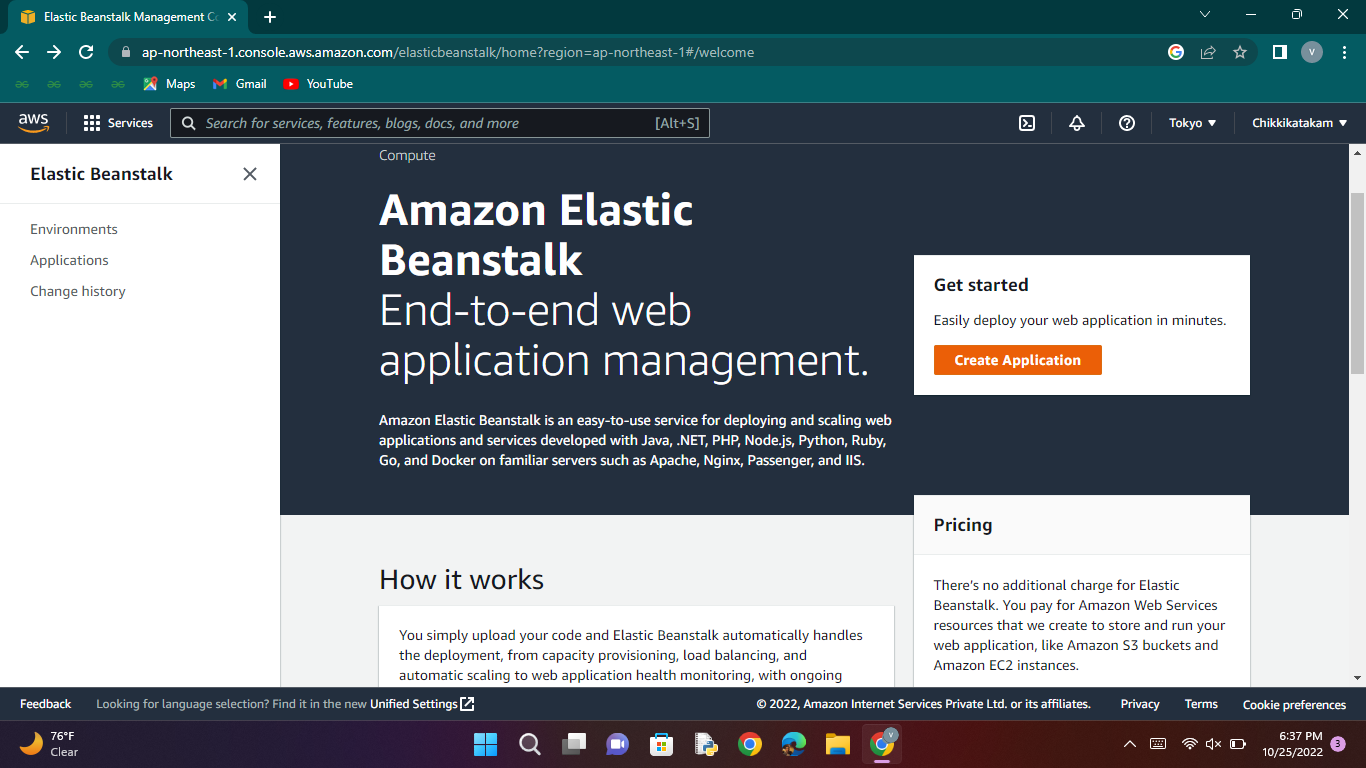 Elastic Beanstalk Management Co
ap-northeast-1.console.aws.amazon.com/elasticbeanstalk/home?region=ap-northeast-1#/welcome
V
Maps
Gmail
YouTube
aws
Services
Search for services, features, blogs, docs, and more
[Alt+S]
Tokyo
Chikkikatakam
Elastic Beanstalk
Environments
Applications
Change history
Compute
Amazon Elastic
Beanstalk
End-to-end web
application management.
Amazon Elastic Beanstalk is an easy-to-use service for deploying and scaling web
applications and services developed with Java, .NET, PHP, Node.js, Python, Ruby,
Go, and Docker on familiar servers such as Apache, Nginx, Passenger, and IIS.
Get started
Easily deploy your web application in minutes.
Create Application
Pricing
There's no additional charge for Elastic
Beanstalk. You pay for Amazon Web Services
resources that we create to store and run your
web application, like Amazon S3 buckets and
Amazon EC2 instances.
How it works
You simply upload your code and Elastic Beanstalk automatically handles
the deployment, from capacity provisioning, load balancing, and
automatic scaling to web application health monitoring, with ongoing
Feedback
Looking for language selection? Find it in the new Unified Settings
© 2022, Amazon Internet Services Private Ltd. or its affiliates.
Privacy
Terms
Cookie preferences
76°F
Clear
V
6:37 PM
10/25/2022
3